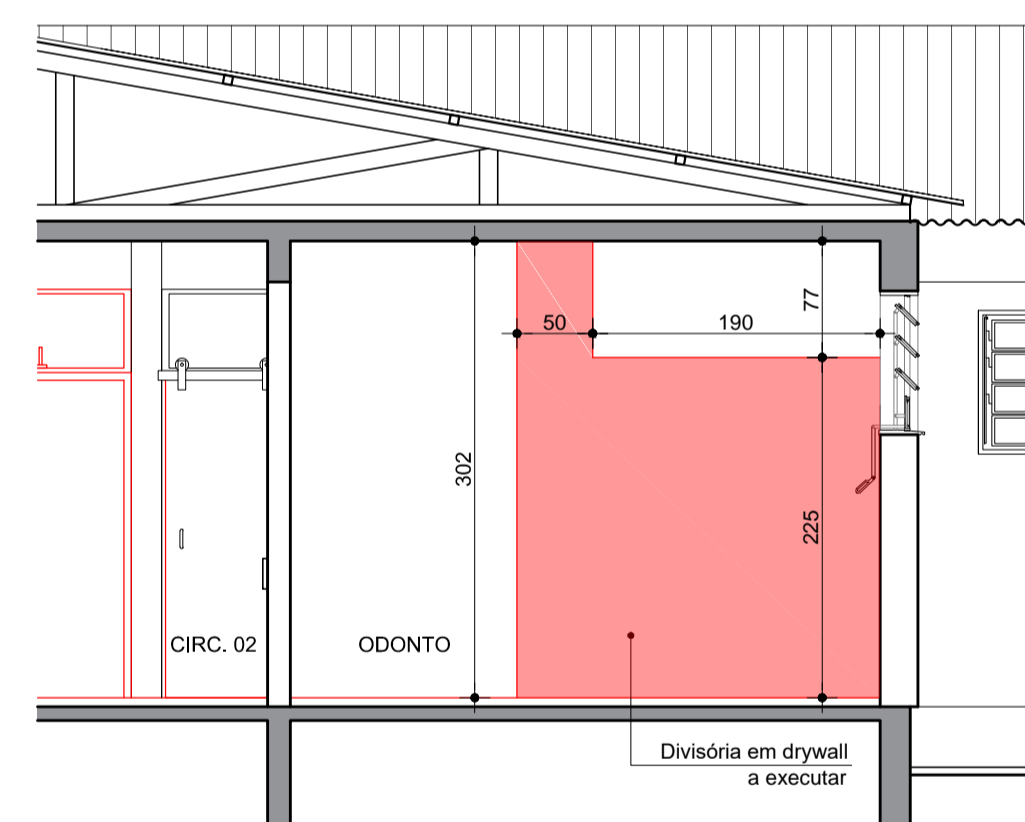 77
50
190
302
225
CIRC. 02
ODONTO
Divisória em drywall
a executar